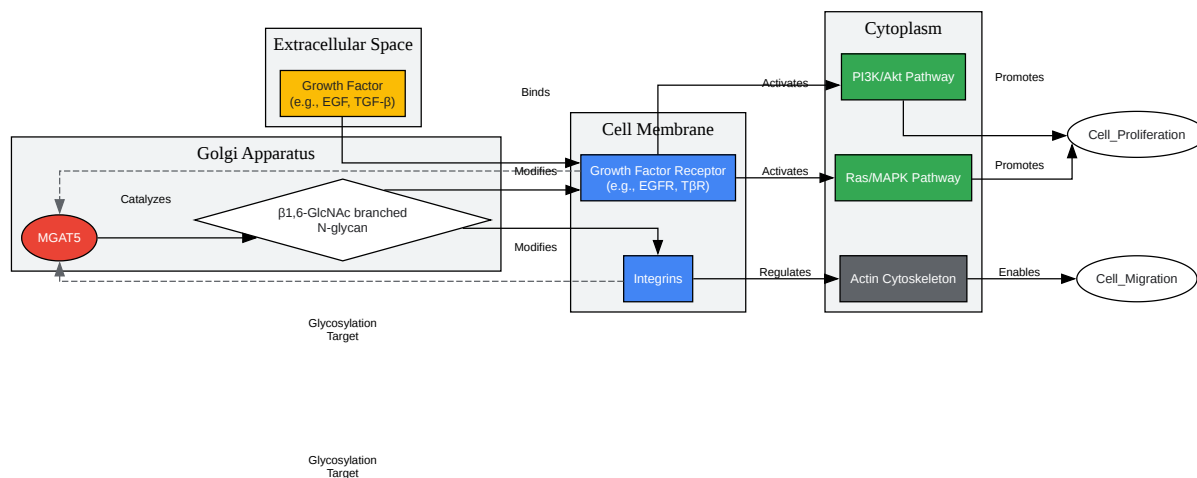 Extracellular Space
Growth Factor
(e.g., EGF, TGF-β)
Binds
Golgi Apparatus
Catalyzes
MGAT5
β1,6-GlcNAc branched
N-glycan
Modifies
Modifies
Cell Membrane
Growth Factor Receptor
(e.g., EGFR, TβR)
Integrins
Activates
Activates
Regulates
Cytoplasm
PI3K/Akt Pathway
Ras/MAPK Pathway
Actin Cytoskeleton
Promotes
Promotes
Enables
Cell_Proliferation
Cell_Migration
Glycosylation
Target
Glycosylation
Target